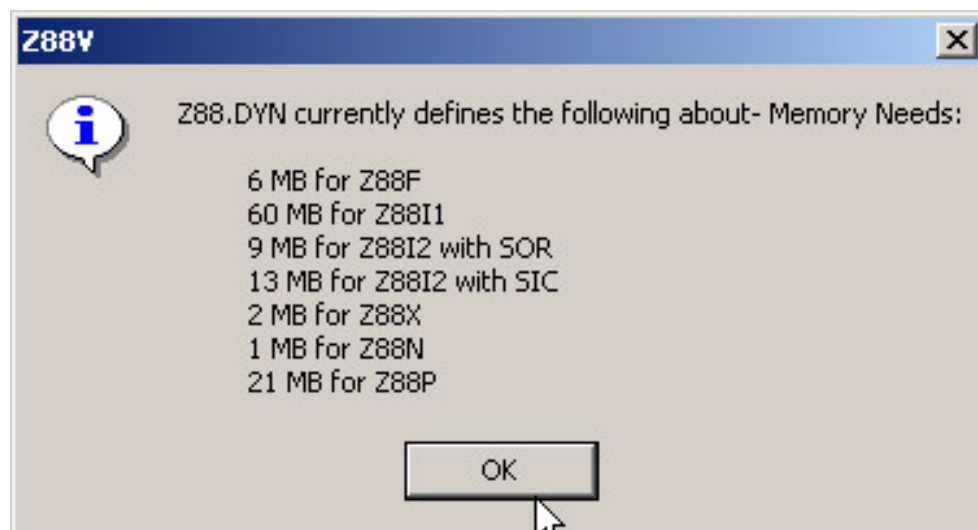 Z88V
Z88.DYN currently defines the following about- Memory Needs:
6 MB for Z88F
60 MB for Z88I1
9 MB for Z88I2 with SOR
13 MB for Z88I2 with SIC
2 MB for Z88X
1 MB for Z88N
21 MB for Z88P
OK